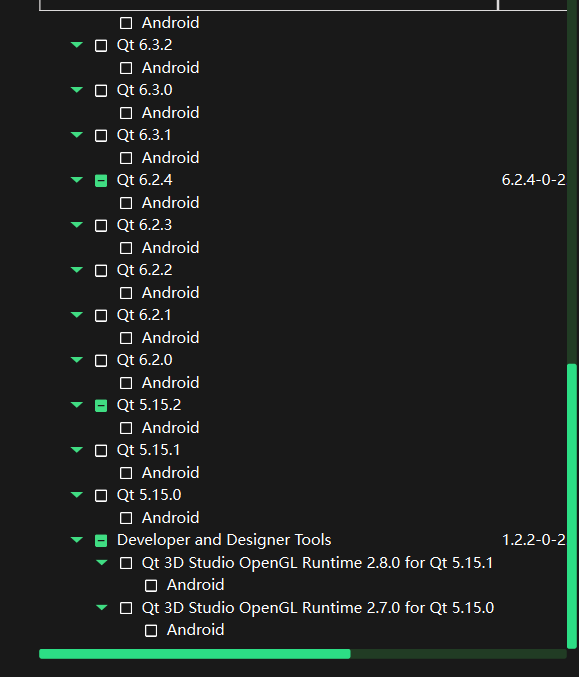 Android
Qt 6.3.2
Android
Qt 6.3.0
Android
Qt 6.3.1
Android
Qt 6.2.4 6.2.4-0-2
Android
Qt 6.2.3
Android
Qt 6.2.2
Android
Qt 6.2.1
Android
Qt 6.2.0
Android
Qt 5.15.2
Android
Qt 5.15.1
Android
Qt 5.15.0
Android
Developer and Designer Tools 1.2.2-0-2
Qt 3D Studio OpenGL Runtime 2.8.0 for Qt 5.15.1
Android
Qt 3D Studio OpenGL Runtime 2.7.0 for Qt 5.15.0
Android